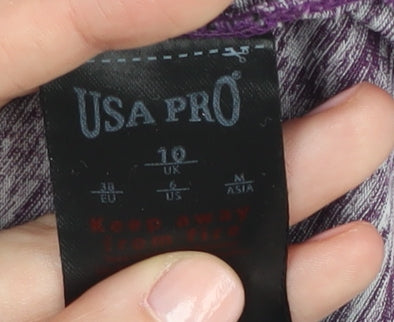 USA PRO®
10
UK
38 6 M
EU US ASIA
Keep Away
from fire